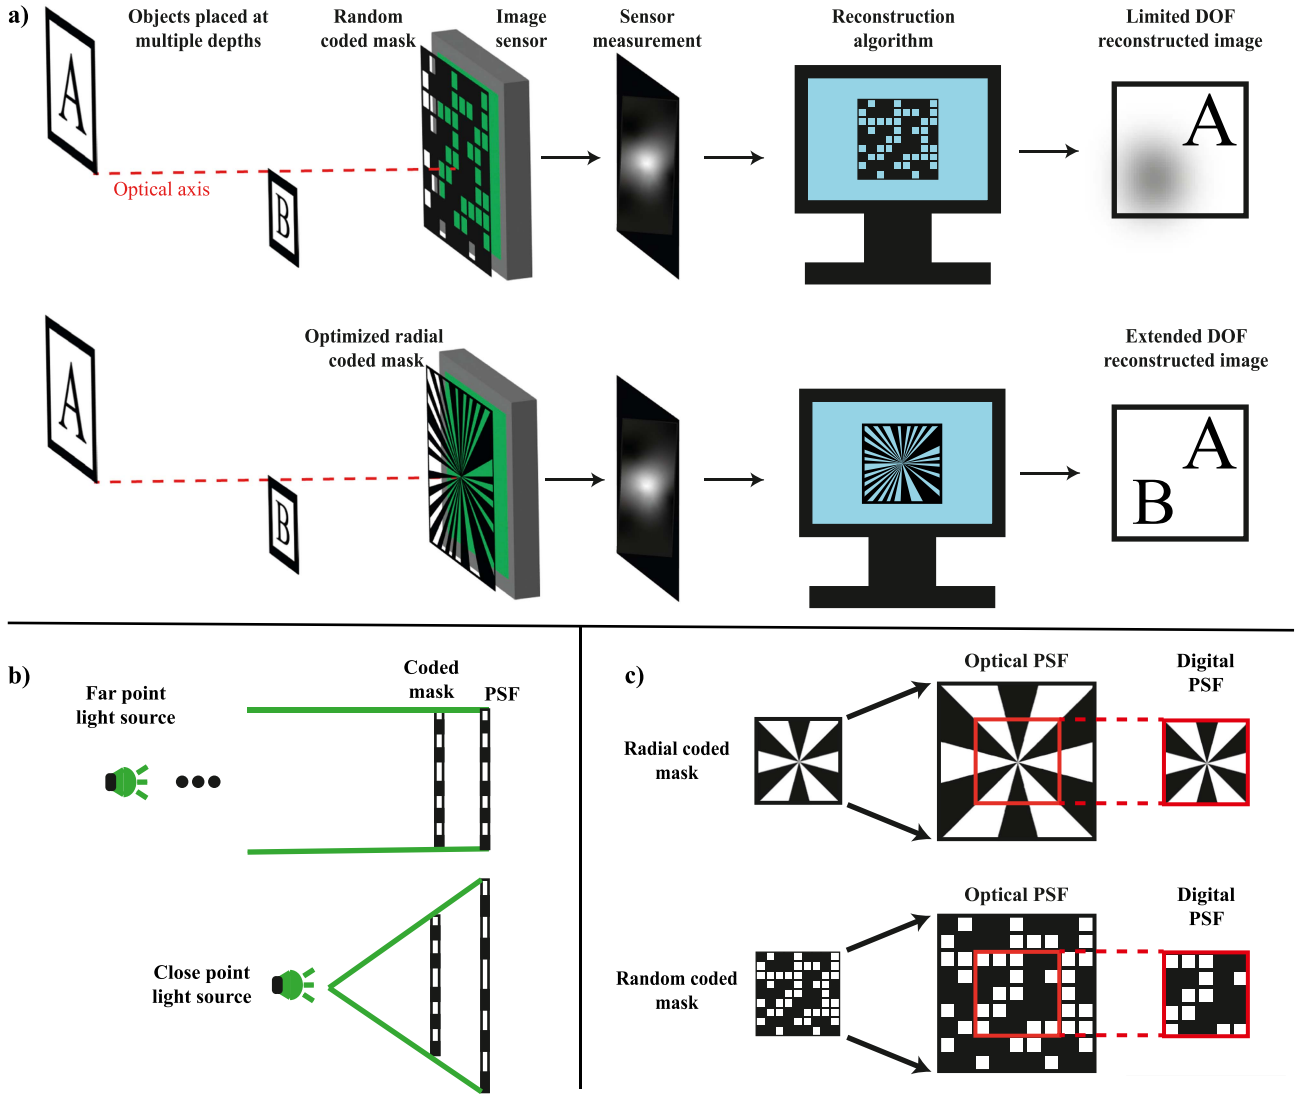 a)
Objects placed at
multiple depths
Random
coded mask
Image
sensor
Sensor
measurement
Reconstruction
algorithm
Limited DOF
reconstructed image
A
Optical axis
B
A
Optimized radial
coded mask
Extended DOF
reconstructed image
A
B
A
B
b)
Far point
light source
Coded
mask
PSF
Close point
light source
c)
Optical PSF
Digital
PSF
Radial coded
mask
Optical PSF
Digital
PSF
Random coded
mask